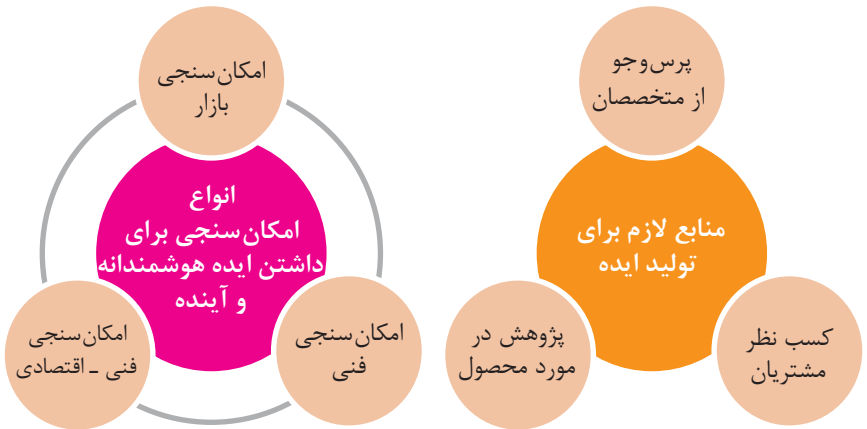 پرس‌وجو
از متخصصان
منابع لازم برای
تولید ایده
کسب نظر
مشتریان
پژوهش در
مورد محصول
امکان‌سنجی
بازار
انواع
امکان‌سنجی برای
داشتن ایده هوشمندانه
و آینده
امکان‌سنجی
فنی
امکان‌سنجی
فنی ـ اقتصادی